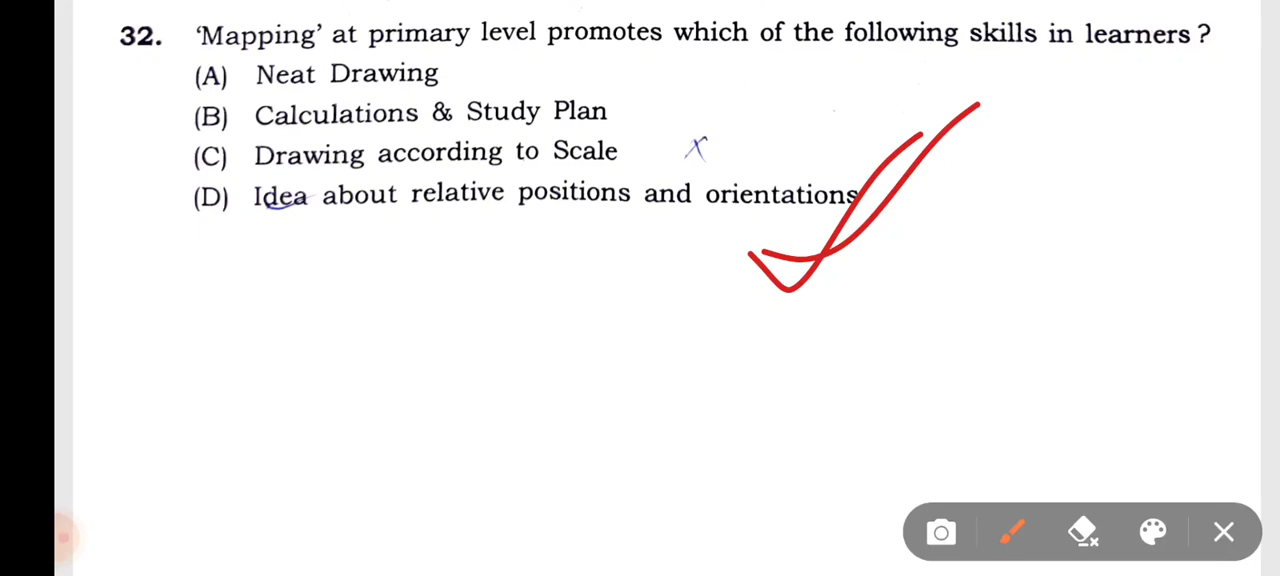 32. 'Mapping' at primary level promotes which of the following skills in learners ?
(A) Neat Drawing
(B) Calculations & Study Plan
(C) Drawing according to Scale X
(D) Idea about relative positions and orientations